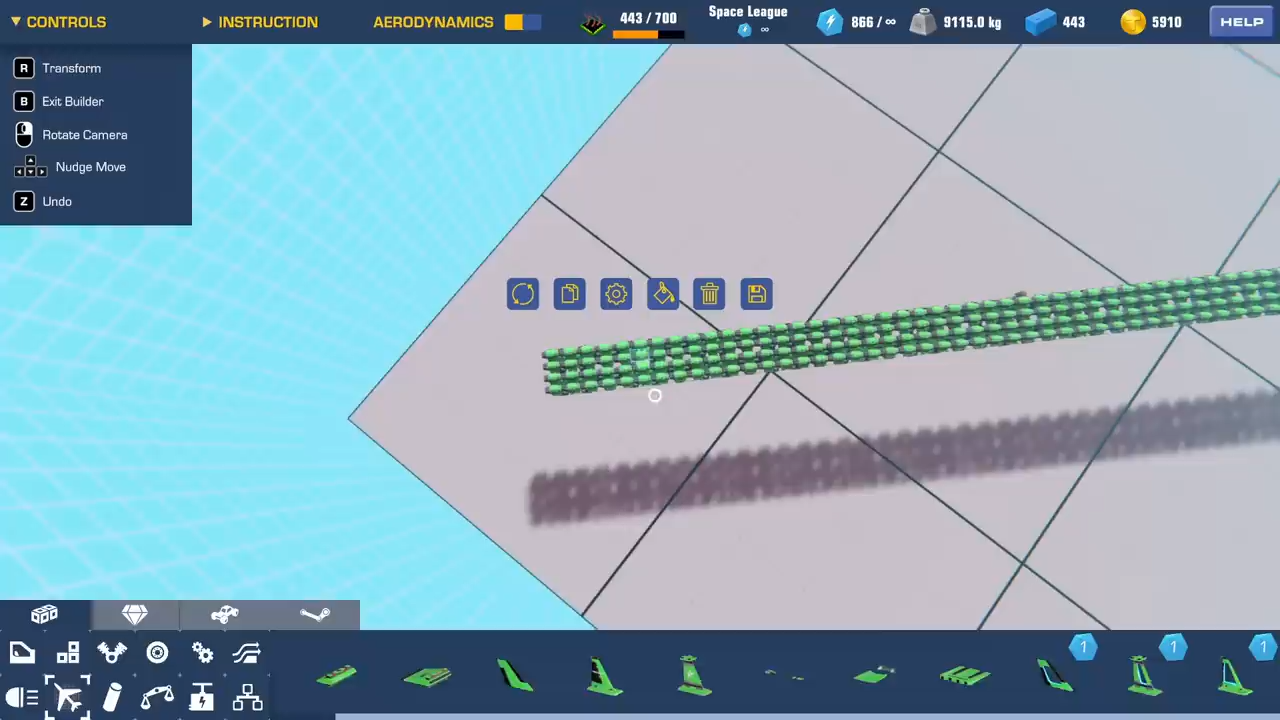 CONTROLS
INSTRUCTION
AERODYNAMICS
443 / 700
Space League
∞
866 / ∞
9115.0 kg
443
5910
HELP
R Transform
B Exit Builder
Rotate Camera
Nudge Move
Z Undo
1
1
1